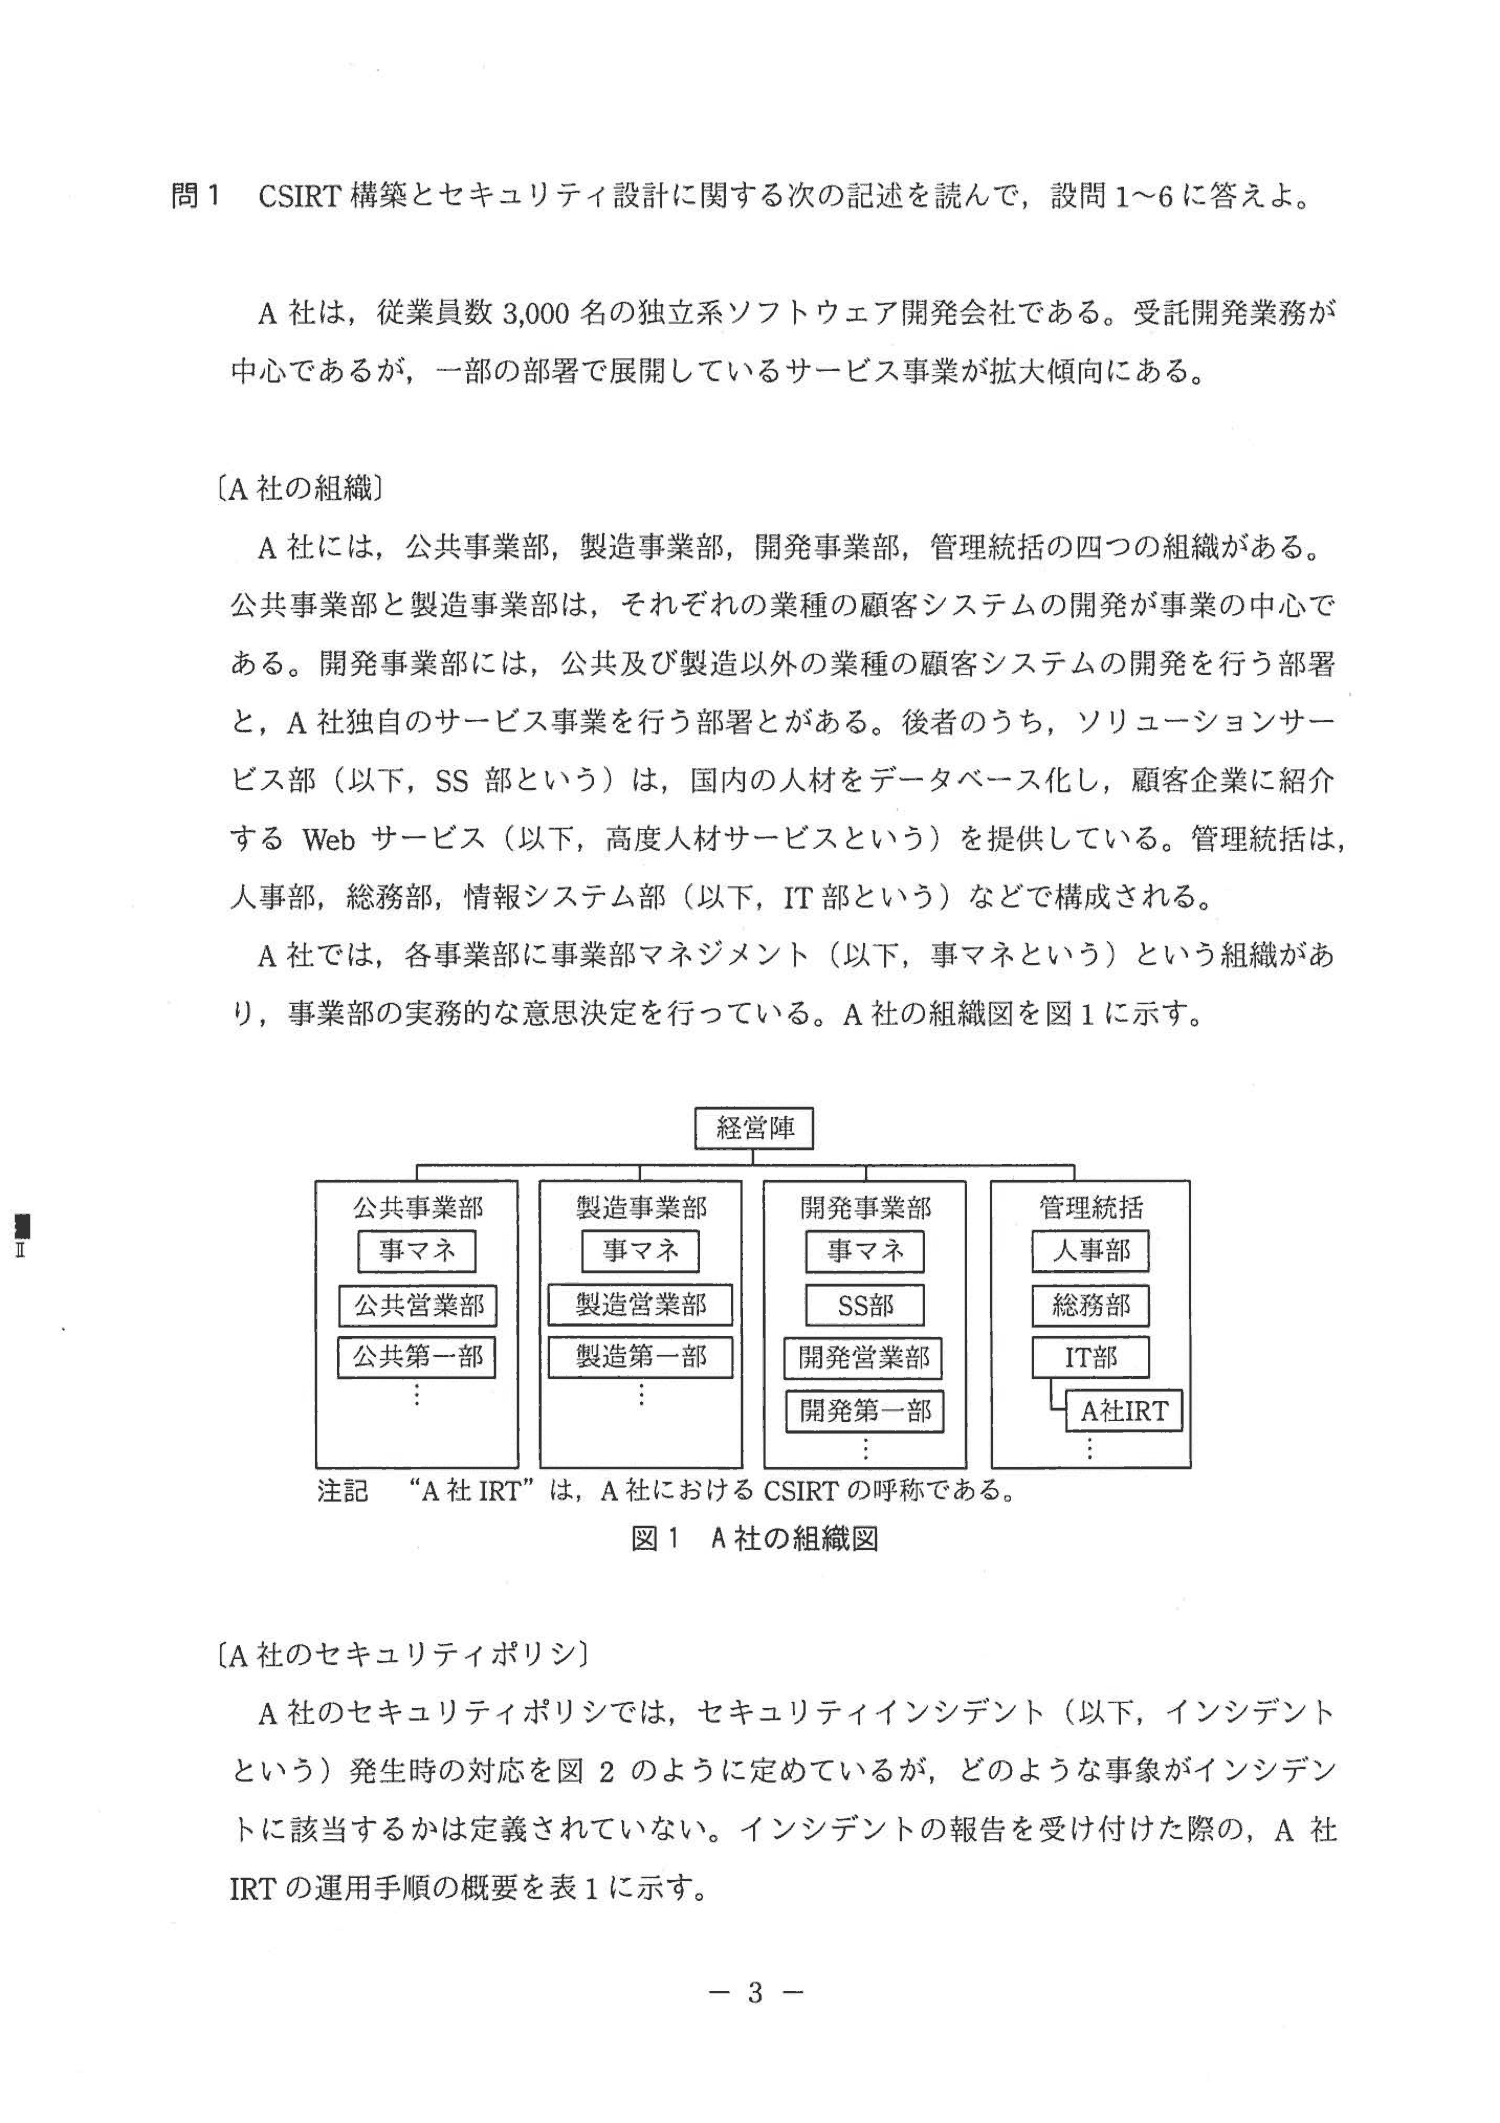 問1　CSIRT 構築とセキュリティ設計に関する次の記述を読んで，設問 1～6 に答えよ。
A 社は，従業員数 3,000 名の独立系ソフトウェア開発会社である。受託開発業務が
中心であるが，一部の部署で展開しているサービス事業が拡大傾向にある。
〔A 社の組織〕
A 社には，公共事業部，製造事業部，開発事業部，管理統括の四つの組織がある。
公共事業部と製造事業部は，それぞれの業種の顧客システムの開発が事業の中心で
ある。開発事業部には，公共及び製造以外の業種の顧客システムの開発を行う部署
と，A 社独自のサービス事業を行う部署とがある。後者のうち，ソリューションサー
ビス部（以下，SS 部という）は，国内の人材をデータベース化し，顧客企業に紹介
する Web サービス（以下，高度人材サービスという）を提供している。管理統括は，
人事部，総務部，情報システム部（以下，IT 部という）などで構成される。
A 社では，各事業部に事業部マネジメント（以下，事マネという）という組織があ
り，事業部の実務的な意思決定を行っている。A 社の組織図を図 1 に示す。
経営陣
公共事業部
事マネ
公共営業部
公共第一部
⋮
製造事業部
事マネ
製造営業部
製造第一部
⋮
開発事業部
事マネ
SS部
開発営業部
開発第一部
⋮
管理統括
人事部
総務部
IT部
A社IRT
⋮
注記　“A 社 IRT” は，A 社における CSIRT の呼称である。
図 1　A 社の組織図
〔A 社のセキュリティポリシ〕
A 社のセキュリティポリシでは，セキュリティインシデント（以下，インシデント
という）発生時の対応を図 2 のように定めているが，どのような事象がインシデン
トに該当するかは定義されていない。インシデントの報告を受け付けた際の，A 社
IRT の運用手順の概要を表 1 に示す。
II
－ 3 －